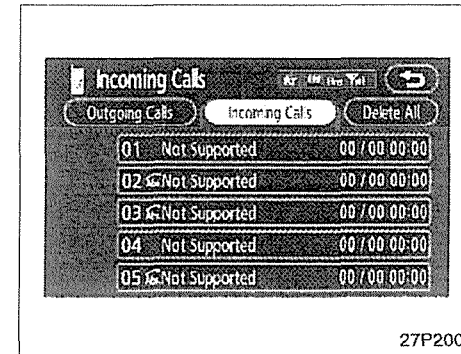 Incoming Calls
Outgoing Calls Incoming Calls Delete All
01 Not Supported 00/00 00:00
02 Not Supported 00/00 00:00
03 Not Supported 00/00 00:00
04 Not Supported 00/00 00:00
05 Not Supported 00/00 00:00
27P200